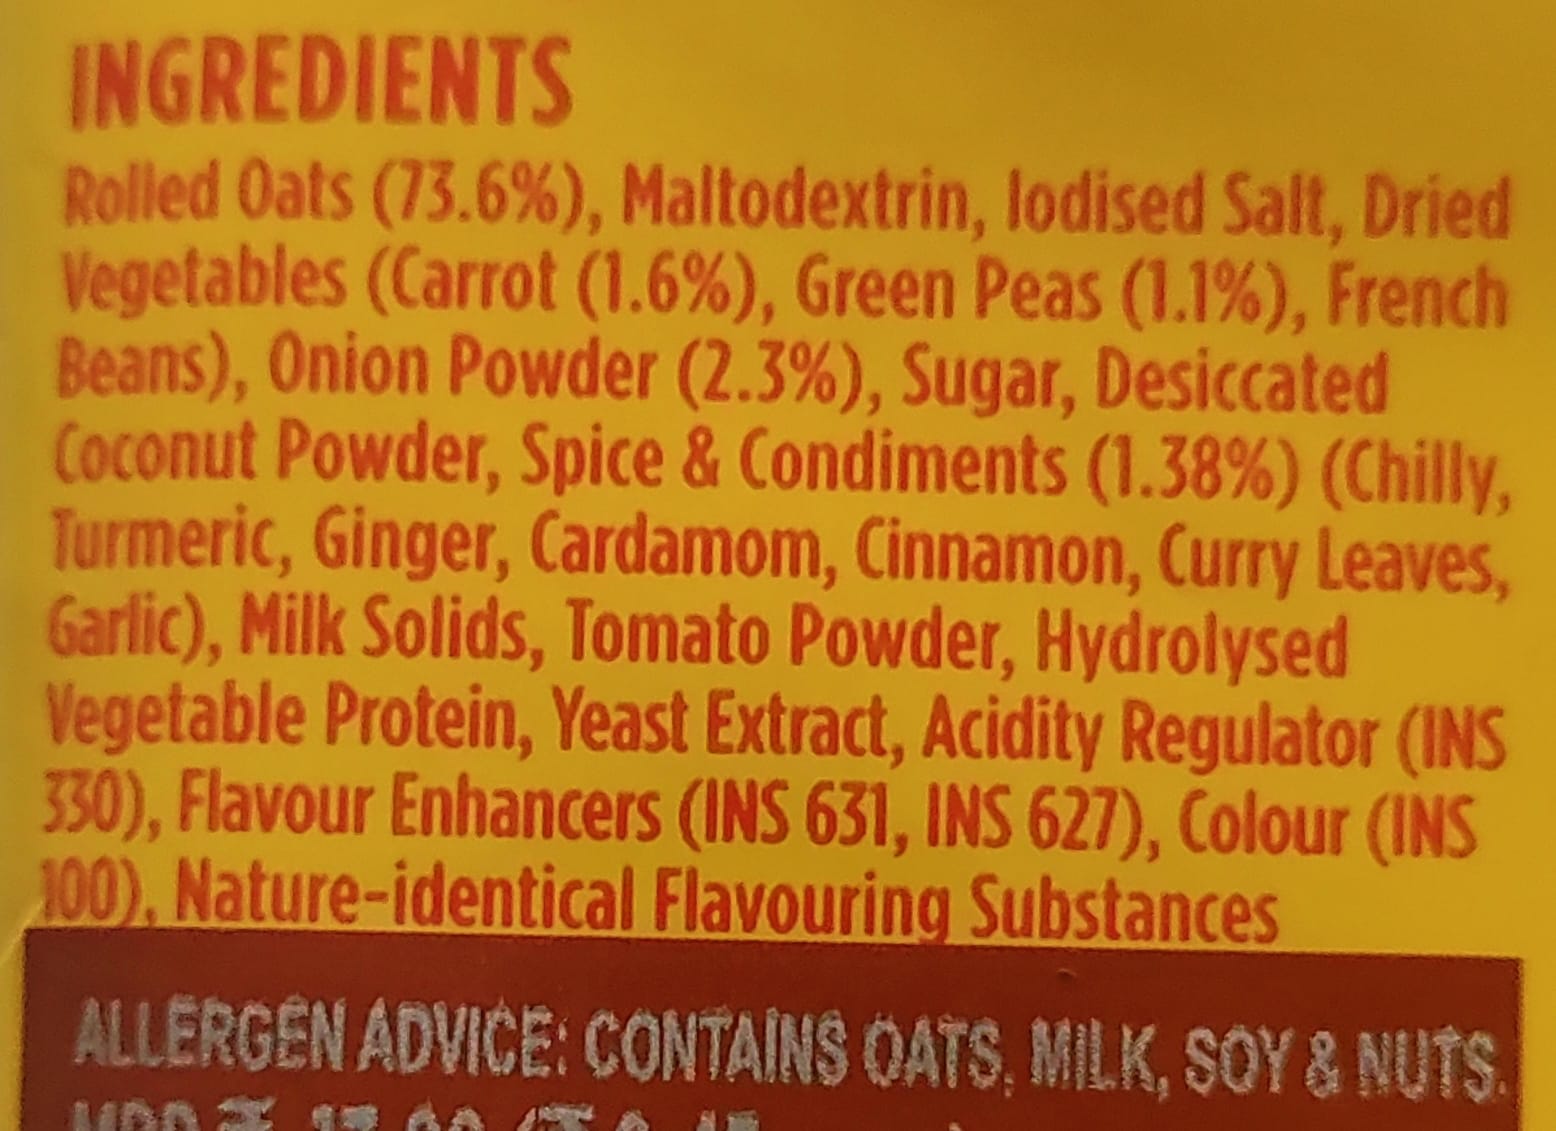 INGREDIENTS
Rolled Oats (73.6%), Maltodextrin, Iodised Salt, Dried
Vegetables (Carrot (1.6%), Green Peas (1.1%), French
Beans), Onion Powder (2.3%), Sugar, Desiccated
Coconut Powder, Spice & Condiments (1.38%) (Chilly,
Turmeric, Ginger, Cardamom, Cinnamon, Curry Leaves,
Garlic), Milk Solids, Tomato Powder, Hydrolysed
Vegetable Protein, Yeast Extract, Acidity Regulator (INS
330), Flavour Enhancers (INS 631, INS 627), Colour (INS
100), Nature-identical Flavouring Substances
ALLERGEN ADVICE: CONTAINS OATS, MILK, SOY & NUTS.